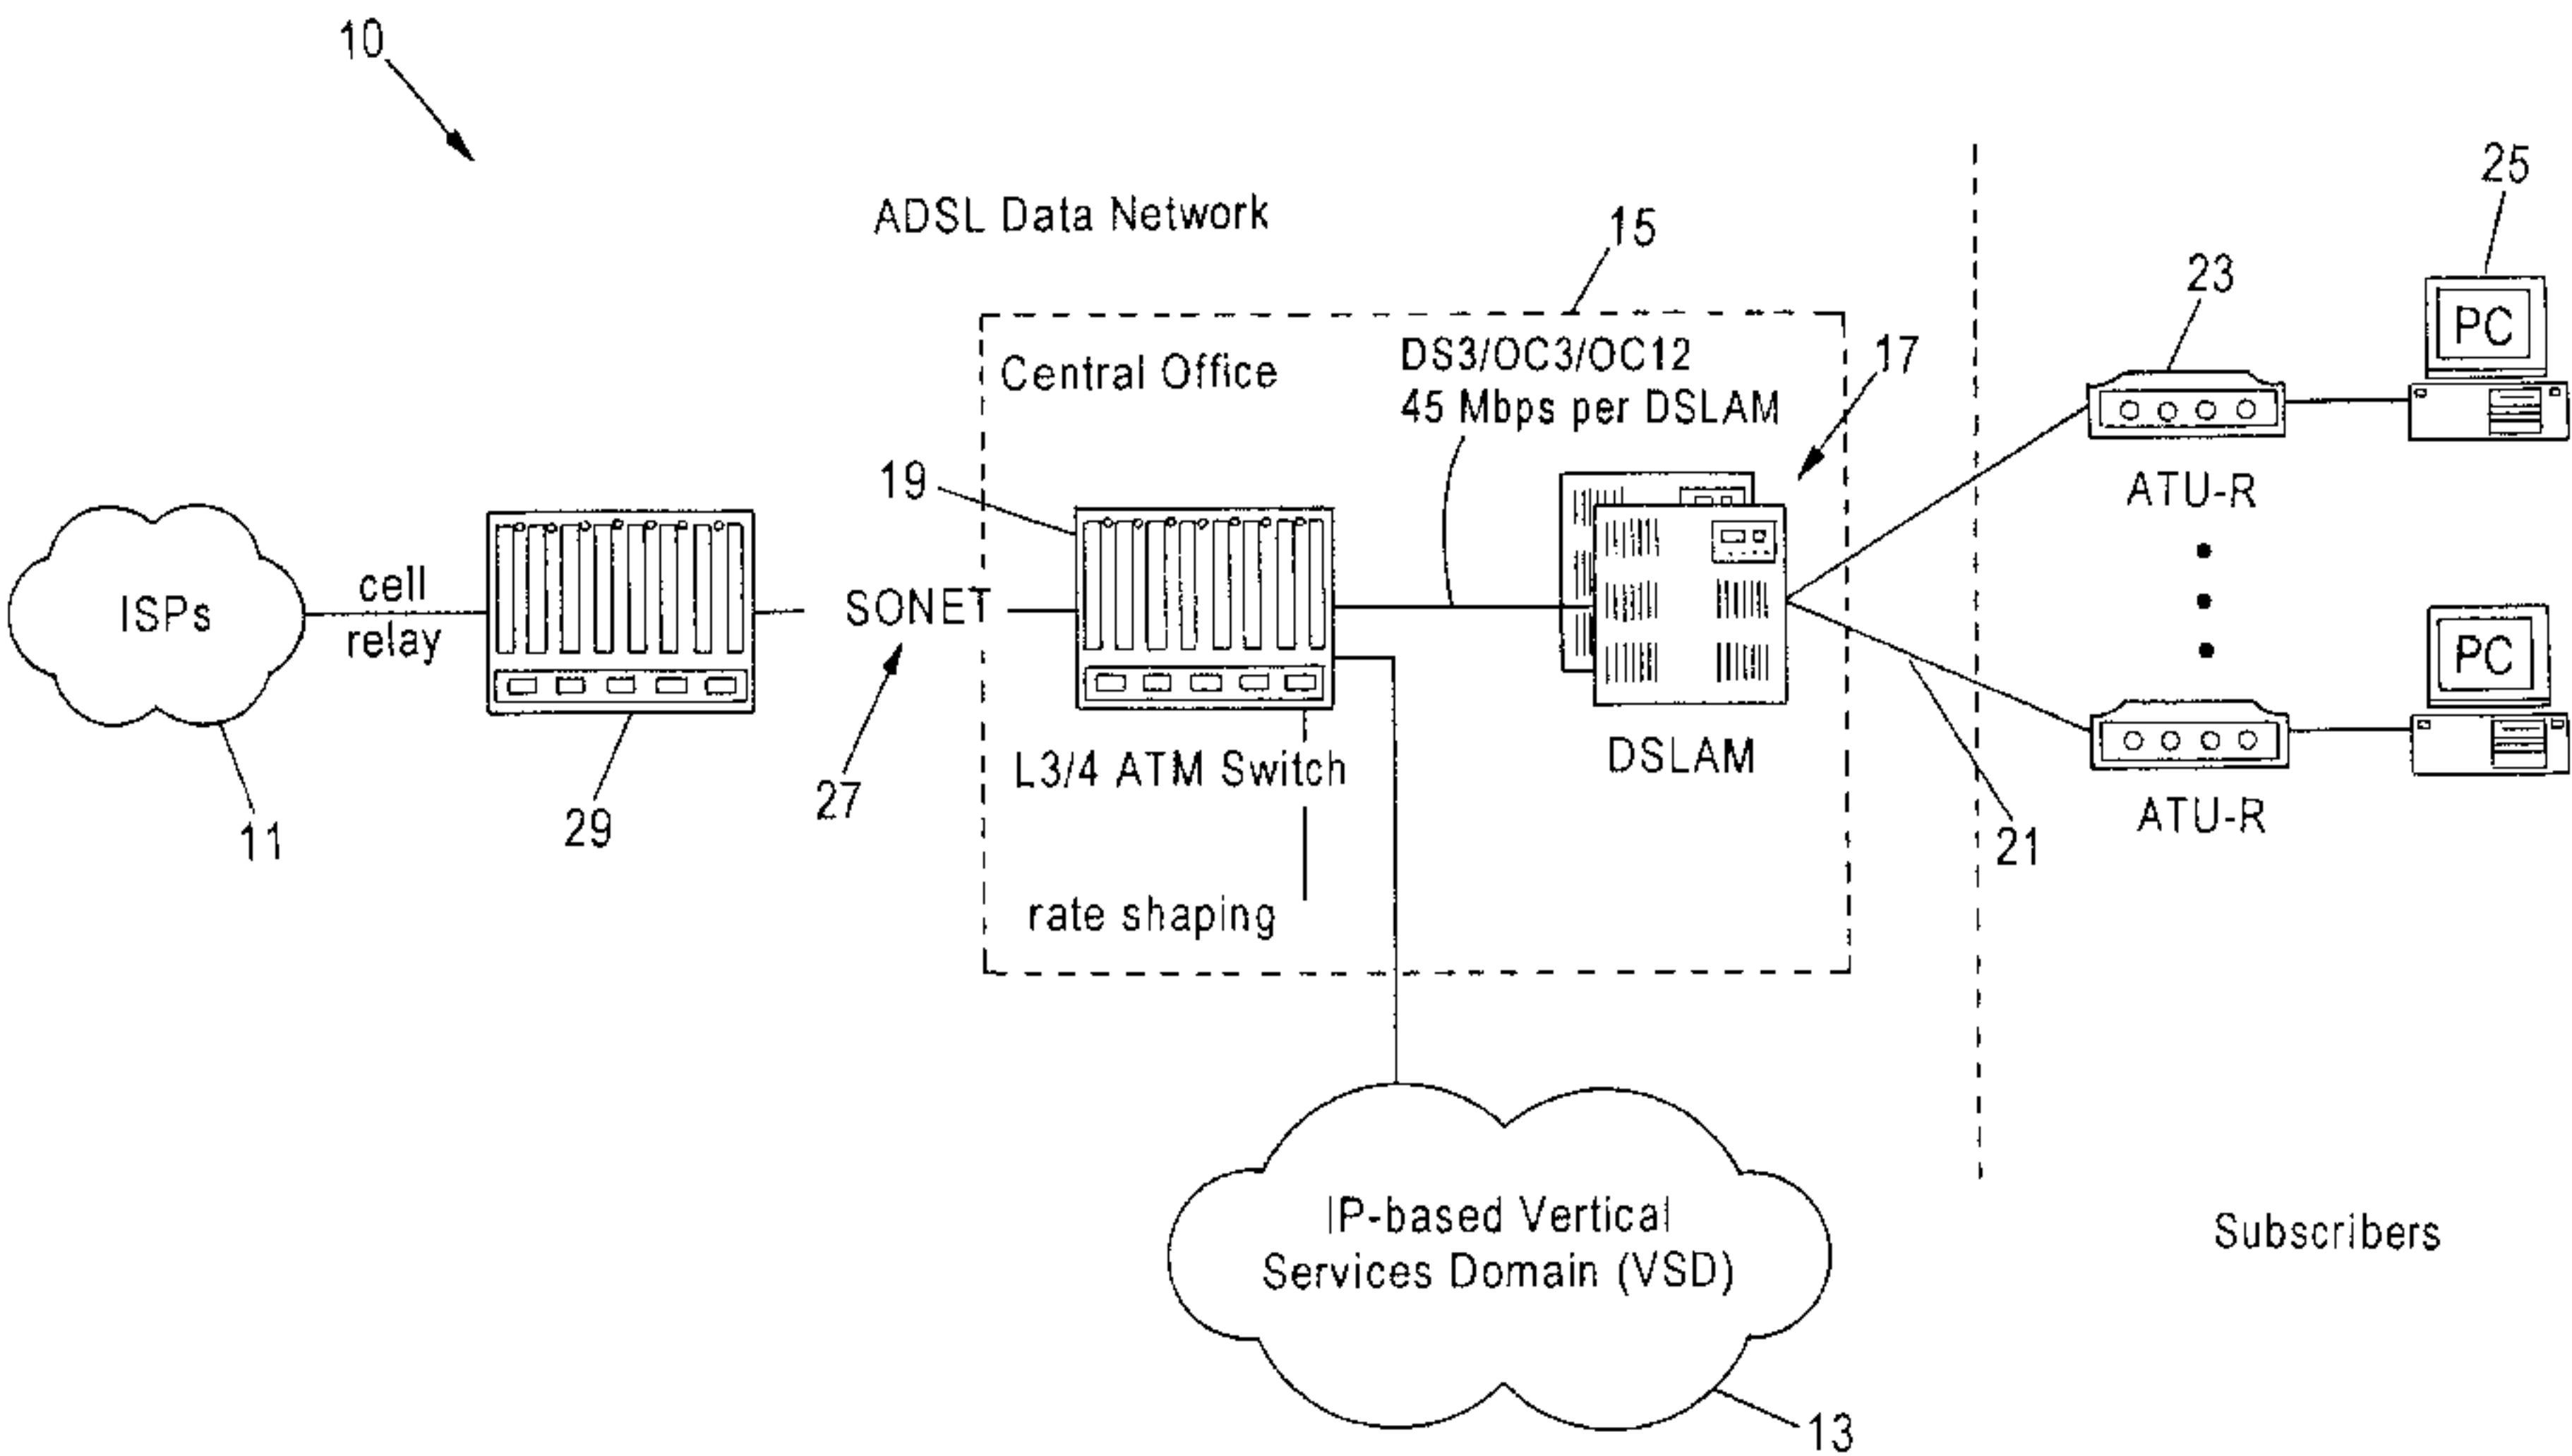 10
ADSL Data Network
15
25
PC
23
Central Office
DS3/OC3/OC12
45 Mbps per DSLAM
17
19
ATU-R
ISPs
cell
relay
SONET
PC
L3/4 ATM Switch
DSLAM
27
29
11
21
ATU-R
rate shaping
IP-based Vertical
Services Domain (VSD)
Subscribers
13